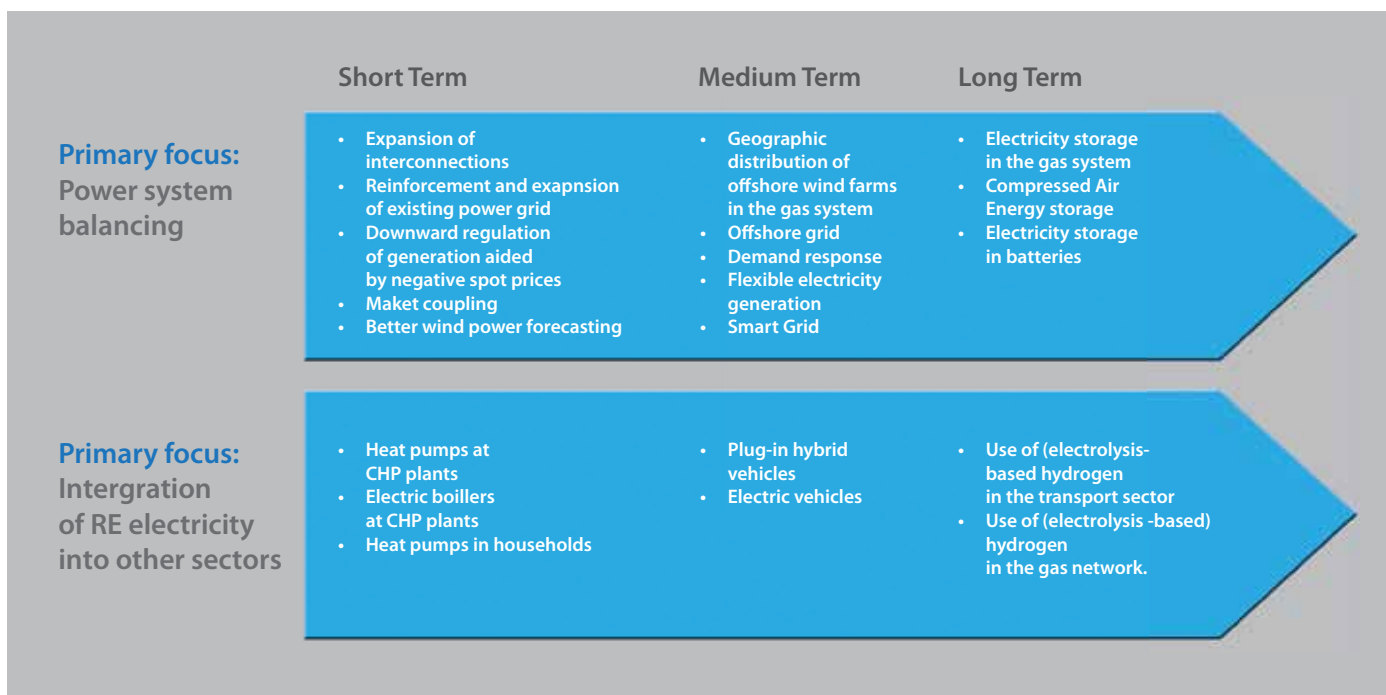 Short Term
Medium Term
Long Term
Primary focus:
Power system
balancing
• Expansion of
interconnections
• Reinforcement and exapnsion
of existing power grid
• Downward regulation
of generation aided
by negative spot prices
• Maket coupling
• Better wind power forecasting
• Geographic
distribution of
offshore wind farms
in the gas system
• Offshore grid
• Demand response
• Flexible electricity
generation
• Smart Grid
• Electricity storage
in the gas system
• Compressed Air
Energy storage
• Electricity storage
in batteries
Primary focus:
Intergration
of RE electricity
into other sectors
• Heat pumps at
CHP plants
• Electric boillers
at CHP plants
• Heat pumps in households
• Plug-in hybrid
vehicles
• Electric vehicles
• Use of (electrolysis-
based hydrogen
in the transport sector
• Use of (electrolysis -based)
hydrogen
in the gas network.